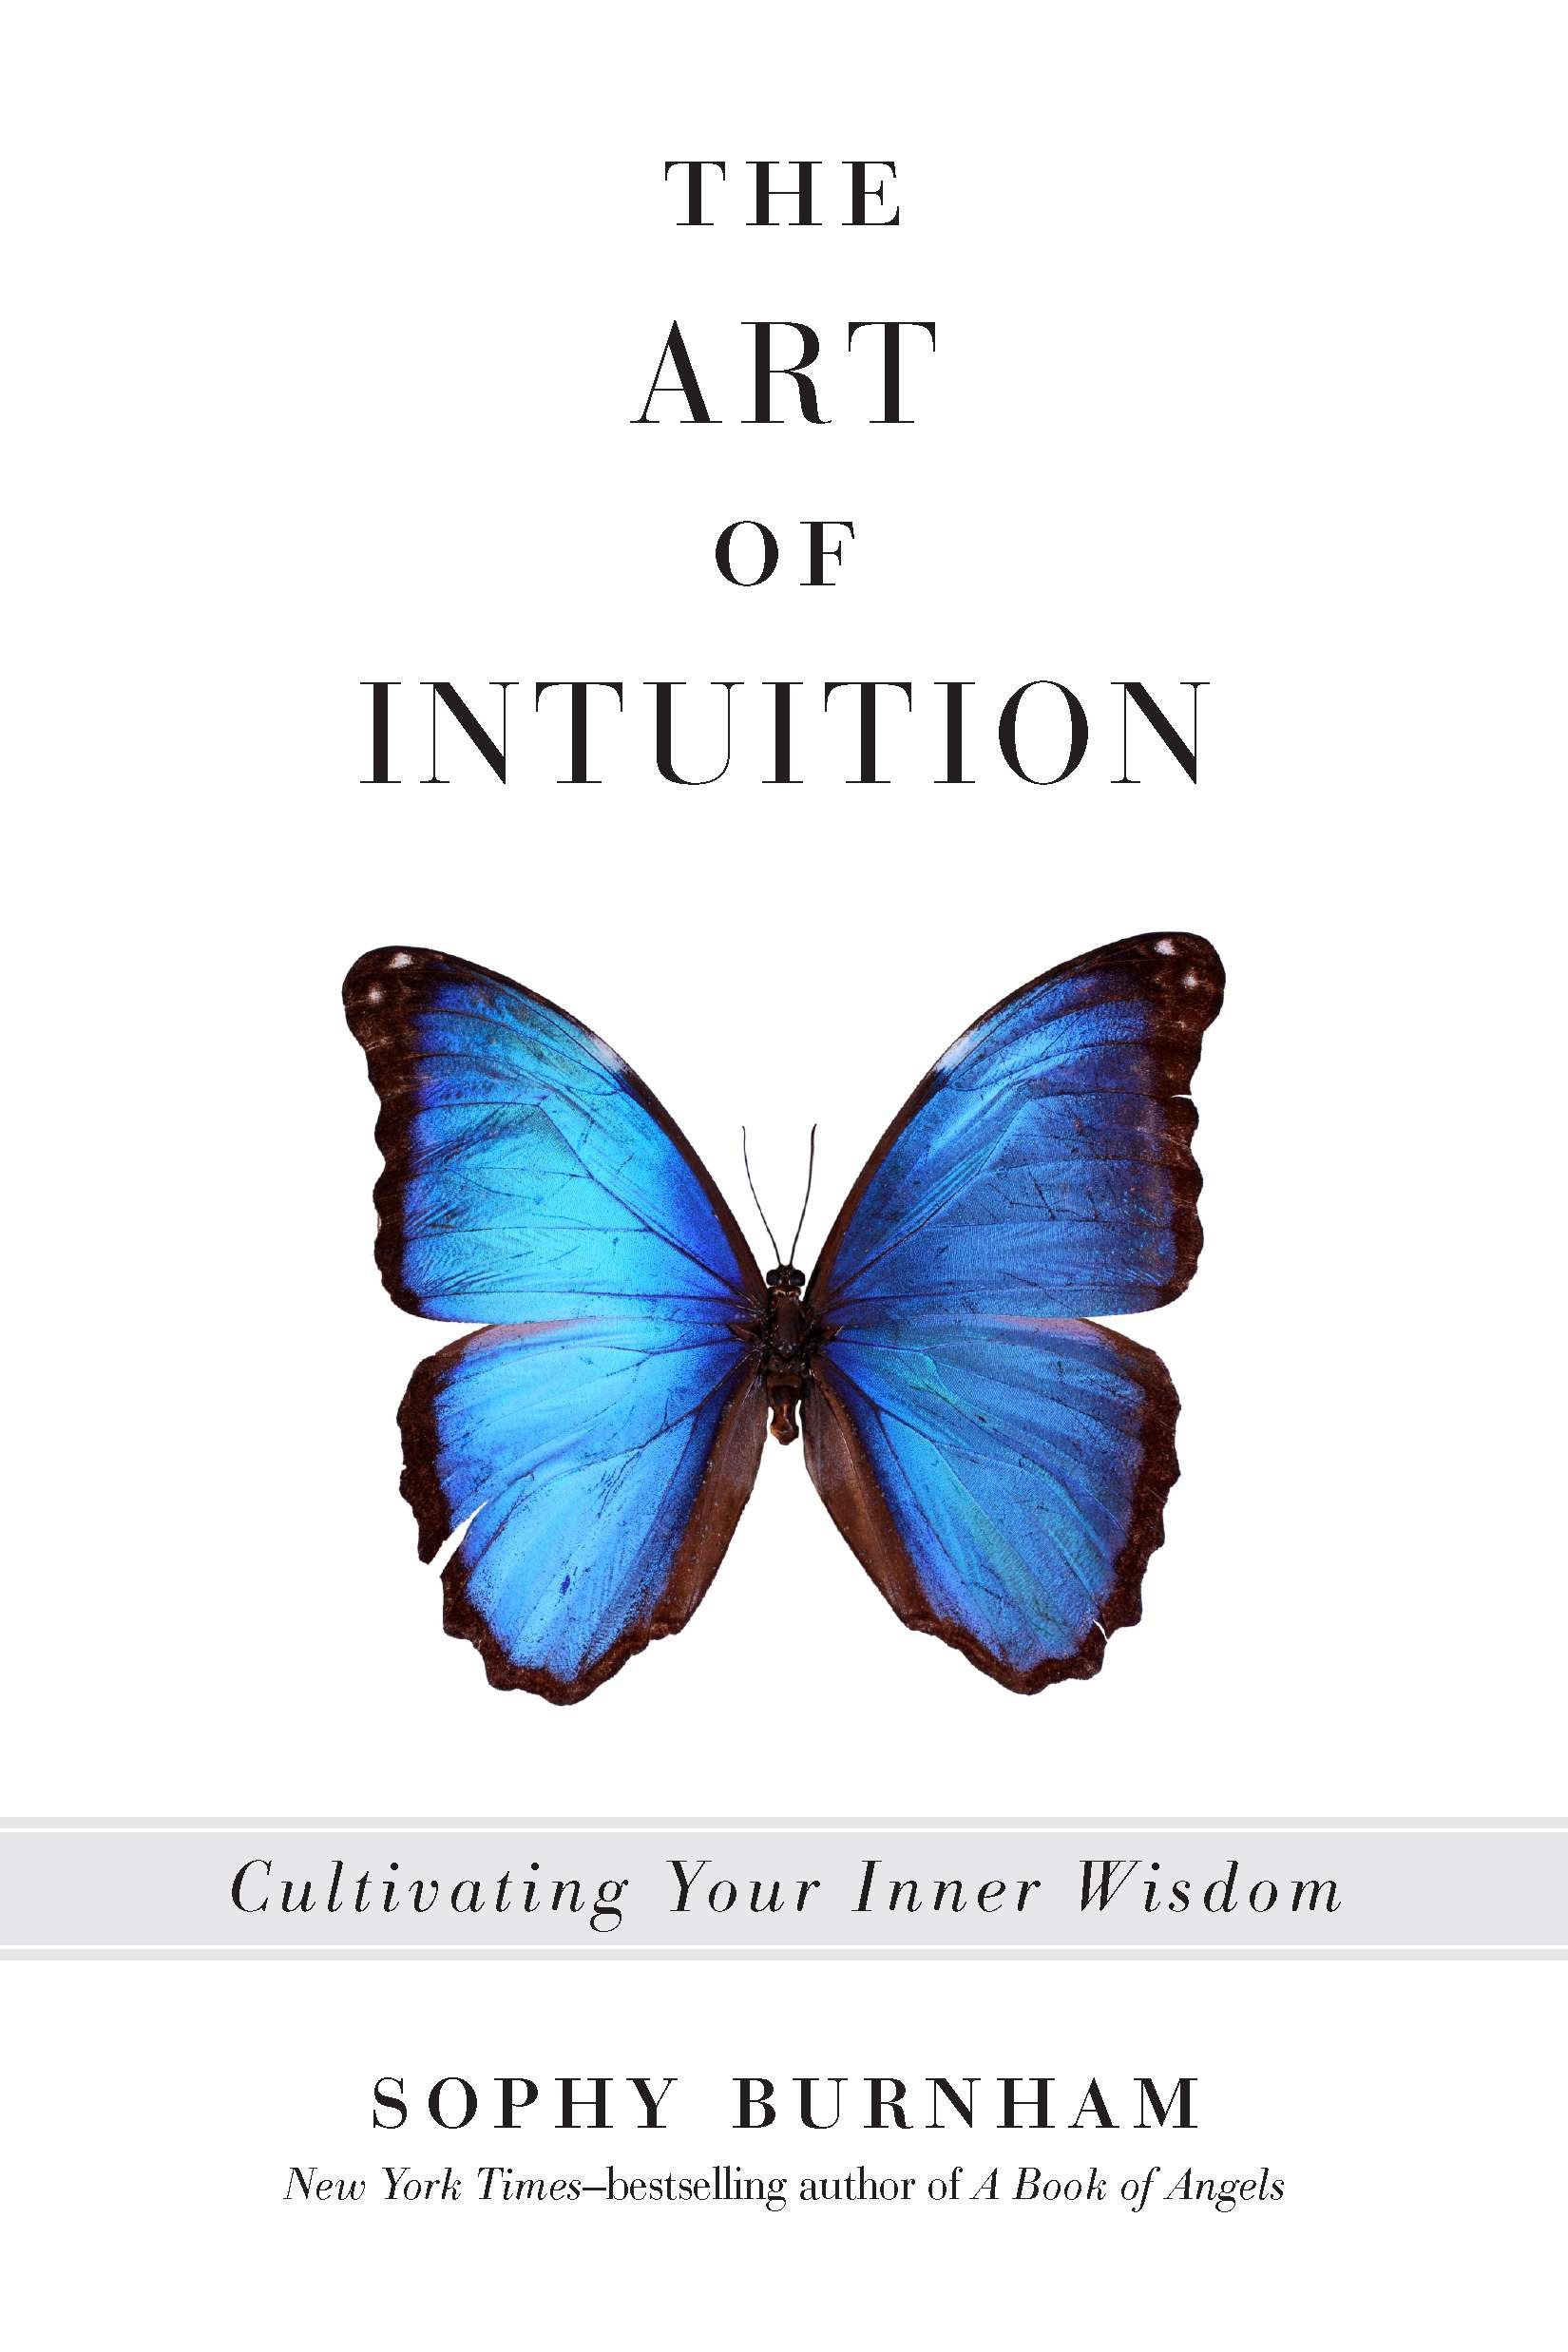 THE
ART
OF
INTUITION
Cultivating Your Inner Wisdom
SOPHY BURNHAM
New York Times–bestselling author of A Book of Angels